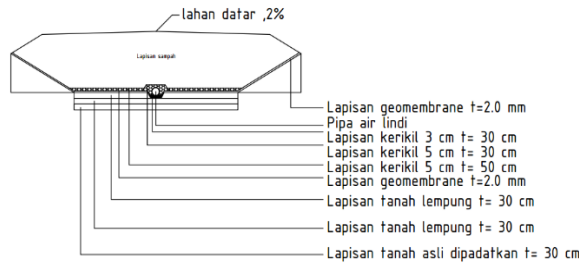 lahan datar ,2%
Lapisan sampah
Lapisan geomembrane t=2.0 mm
Pipa air lindi
Lapisan kerikil 3 cm t= 30 cm
Lapisan kerikil 5 cm t= 30 cm
Lapisan kerikil 5 cm t= 50 cm
Lapisan geomembrane t=2.0 mm
Lapisan tanah lempung t= 30 cm
Lapisan tanah lempung t= 30 cm
Lapisan tanah asli dipadatkan t= 30 cm